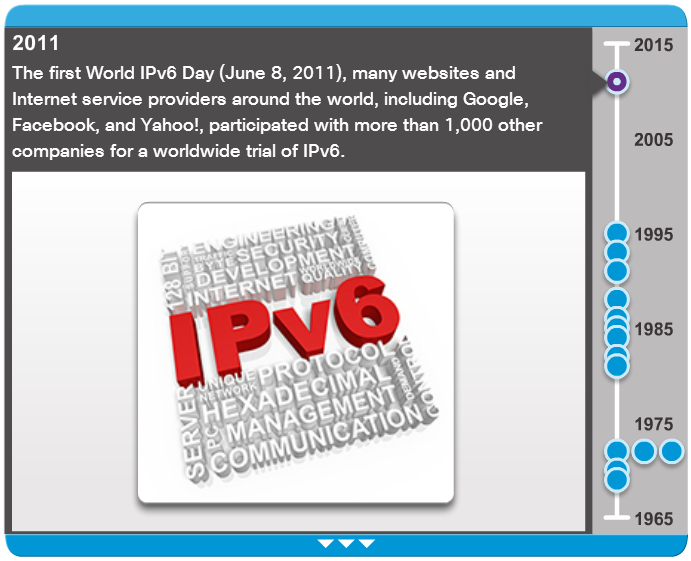 2011
The first World IPv6 Day (June 8, 2011), many websites and
Internet service providers around the world, including Google,
Facebook, and Yahoo!, participated with more than 1,000 other
companies for a worldwide trial of IPv6.
ENGINEERING
128 BIT
SECURITY
DEVELOPMENT
WORLDWIDE
INTERNET QUALITY
IPv6
UNIQUE PROTOCOL
NETWORK
SERVER
HEXADECIMAL
PC MANAGEMENT
COMMUNICATION
2015
2005
1995
1985
1975
1965